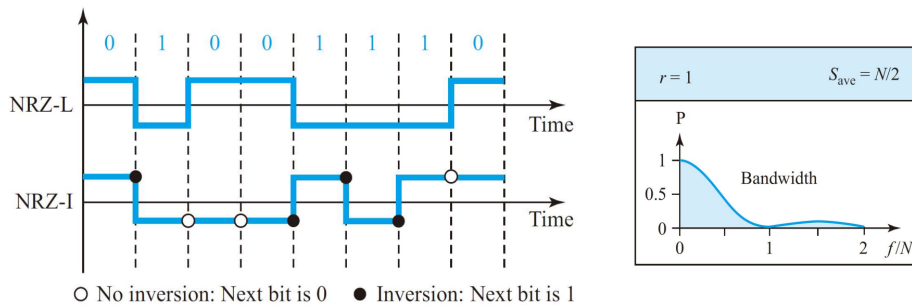 0 1 0 0 1 1 1 0
NRZ-L
Time
NRZ-I
Time
No inversion: Next bit is 0 Inversion: Next bit is 1
r = 1 S_ave = N/2
P
1
Bandwidth
0.5
0
0 1 2 f/N